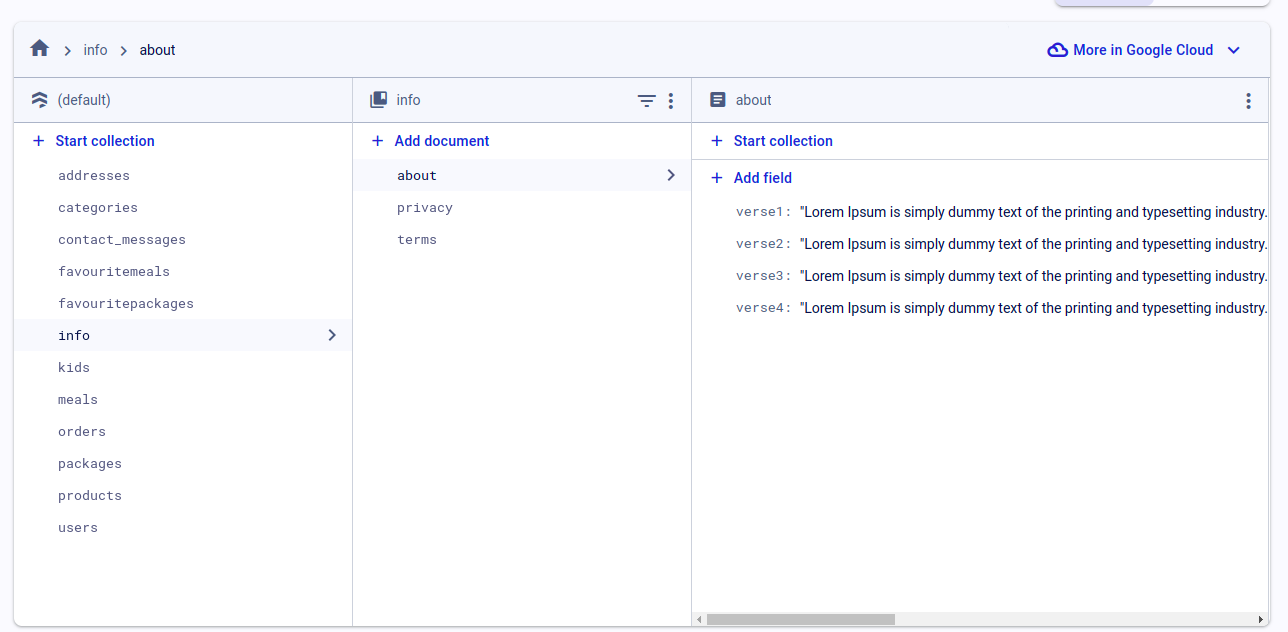 info > about
More in Google Cloud
(default)
+ Start collection
addresses
categories
contact_messages
favouritemeals
favouritepackages
info
kids
meals
orders
packages
products
users
info
+ Add document
about
privacy
terms
about
+ Start collection
+ Add field
verse1: "Lorem Ipsum is simply dummy text of the printing and typesetting industry.
verse2: "Lorem Ipsum is simply dummy text of the printing and typesetting industry.
verse3: "Lorem Ipsum is simply dummy text of the printing and typesetting industry.
verse4: "Lorem Ipsum is simply dummy text of the printing and typesetting industry.